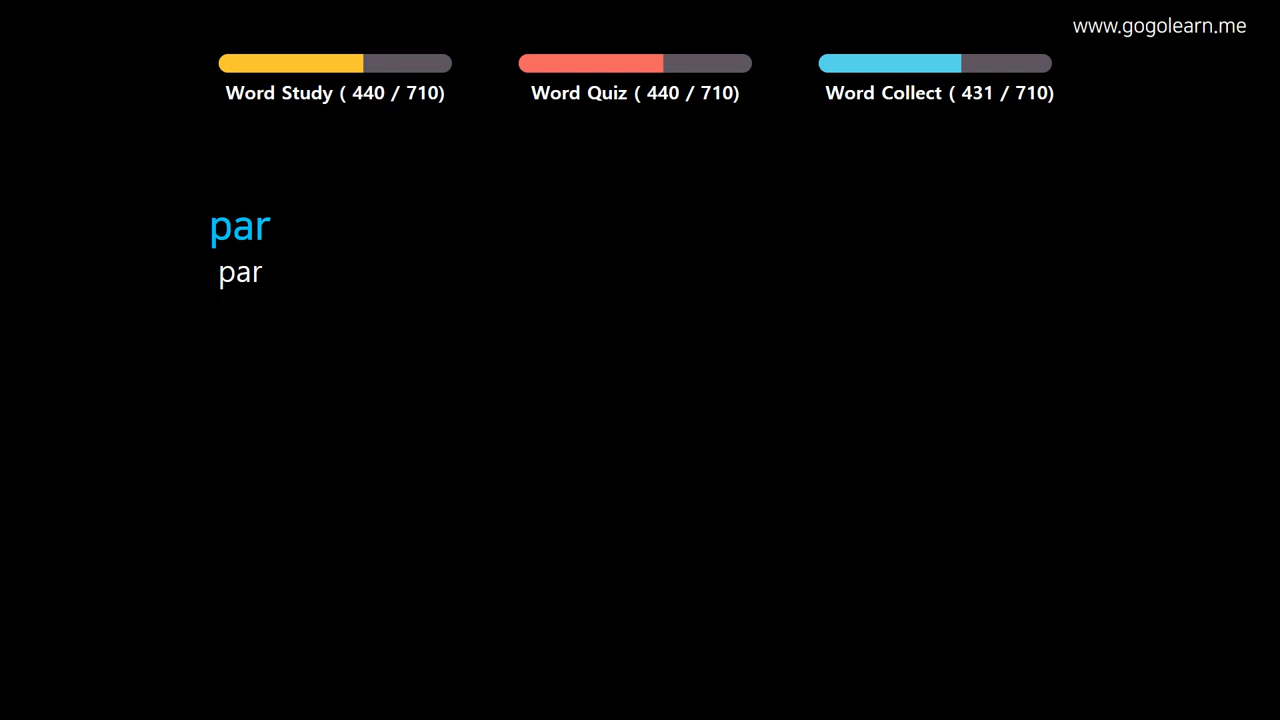 www.gogolearn.me
Word Study ( 440 / 710)
Word Quiz ( 440 / 710)
Word Collect ( 431 / 710)
par
par